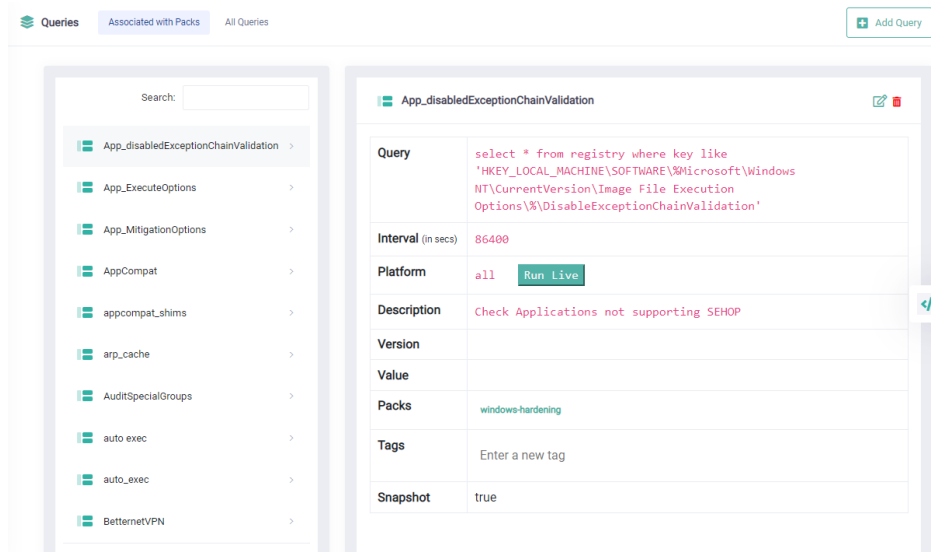 Queries
Associated with Packs
All Queries
Add Query
Search:
App_disabledExceptionChainValidation
App_ExecuteOptions
App_MitigationOptions
AppCompat
appcompat_shims
arp_cache
AuditSpecialGroups
auto exec
auto_exec
BetternetVPN
App_disabledExceptionChainValidation
Query
select * from registry where key like
'HKEY_LOCAL_MACHINE\SOFTWARE\%Microsoft\Windows
NT\CurrentVersion\Image File Execution
Options\%\DisableExceptionChainValidation'
Interval (in secs)
86400
Platform
all
Run Live
Description
Check Applications not supporting SEHOP
Version
Value
Packs
windows-hardening
Tags
Enter a new tag
Snapshot
true